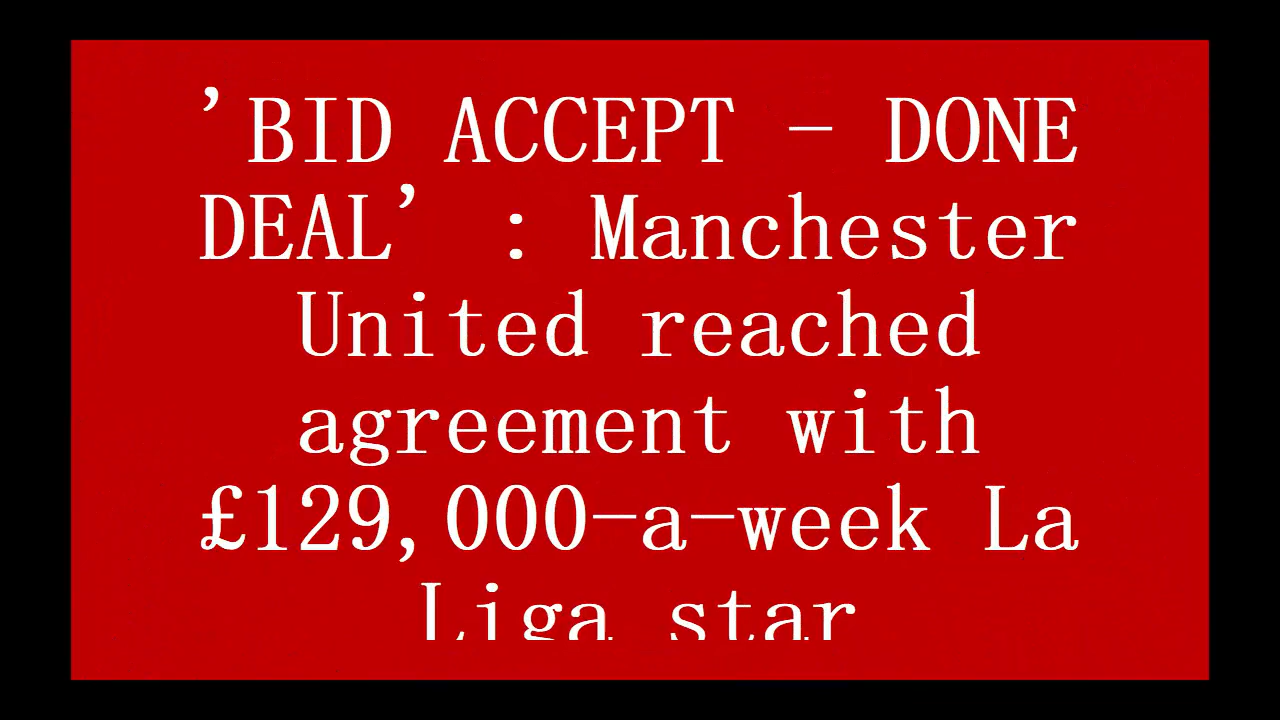 ’BID ACCEPT - DONE
DEAL’ : Manchester
United reached
agreement with
£129,000-a-week La
Liga star